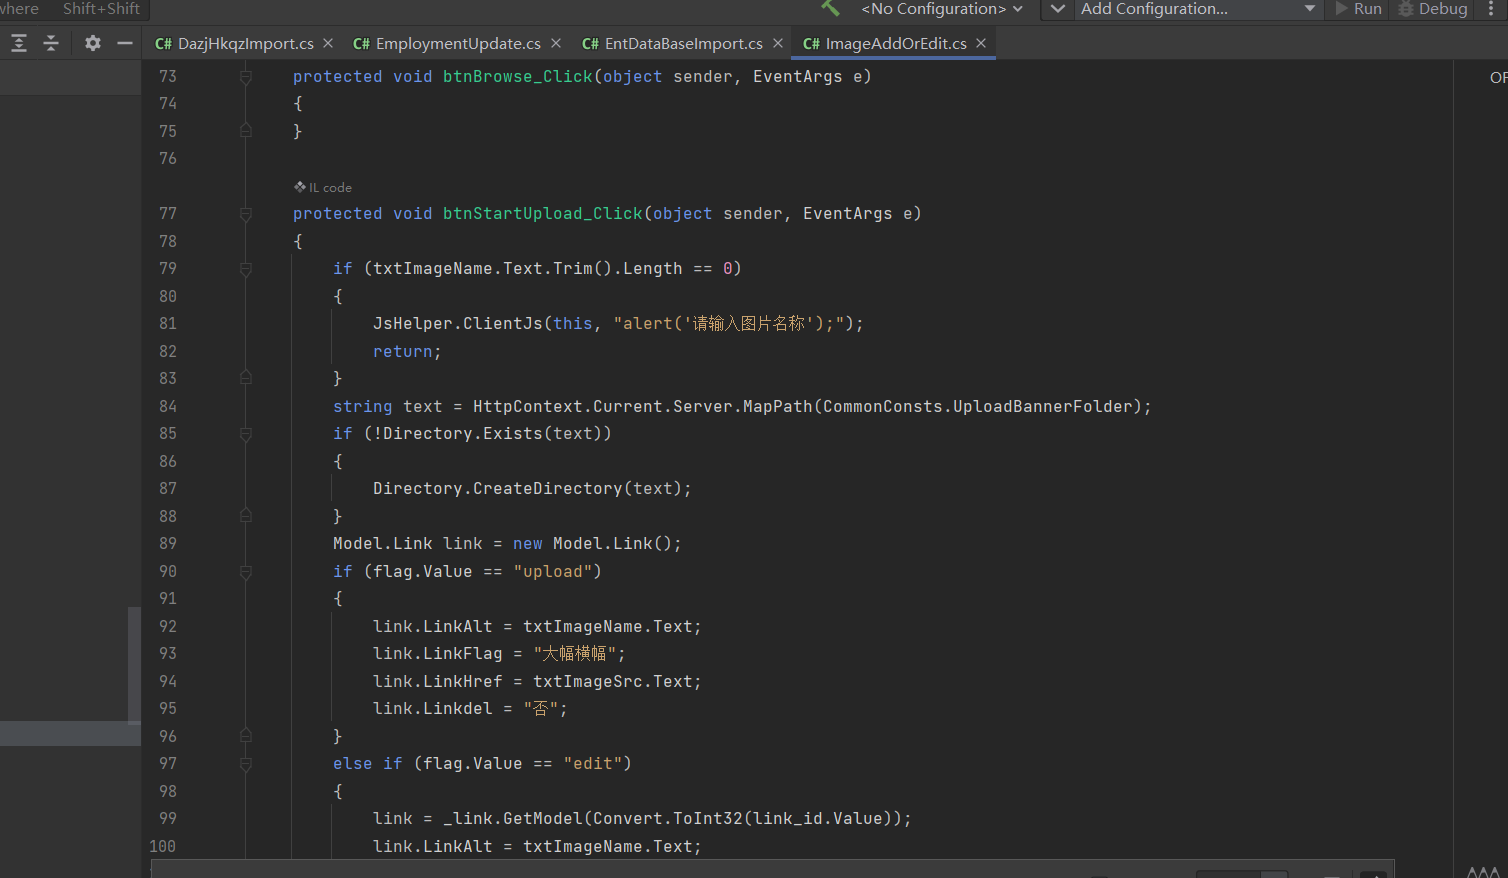 where Shift+Shift <No Configuration> Add Configuration... Run Debug
C# DazjHkqzImport.cs C# EmploymentUpdate.cs C# EntDataBaseImport.cs C# ImageAddOrEdit.cs
73 protected void btnBrowse_Click(object sender, EventArgs e)
74 {
75 }
76
IL code
77 protected void btnStartUpload_Click(object sender, EventArgs e)
78 {
79 if (txtImageName.Text.Trim().Length == 0)
80 {
81 JsHelper.ClientJs(this, "alert('请输入图片名称');");
82 return;
83 }
84 string text = HttpContext.Current.Server.MapPath(CommonConsts.UploadBannerFolder);
85 if (!Directory.Exists(text))
86 {
87 Directory.CreateDirectory(text);
88 }
89 Model.Link link = new Model.Link();
90 if (flag.Value == "upload")
91 {
92 link.LinkAlt = txtImageName.Text;
93 link.LinkFlag = "大幅横幅";
94 link.LinkHref = txtImageSrc.Text;
95 link.Linkdel = "否";
96 }
97 else if (flag.Value == "edit")
98 {
99 link = _link.GetModel(Convert.ToInt32(link_id.Value));
100 link.LinkAlt = txtImageName.Text;